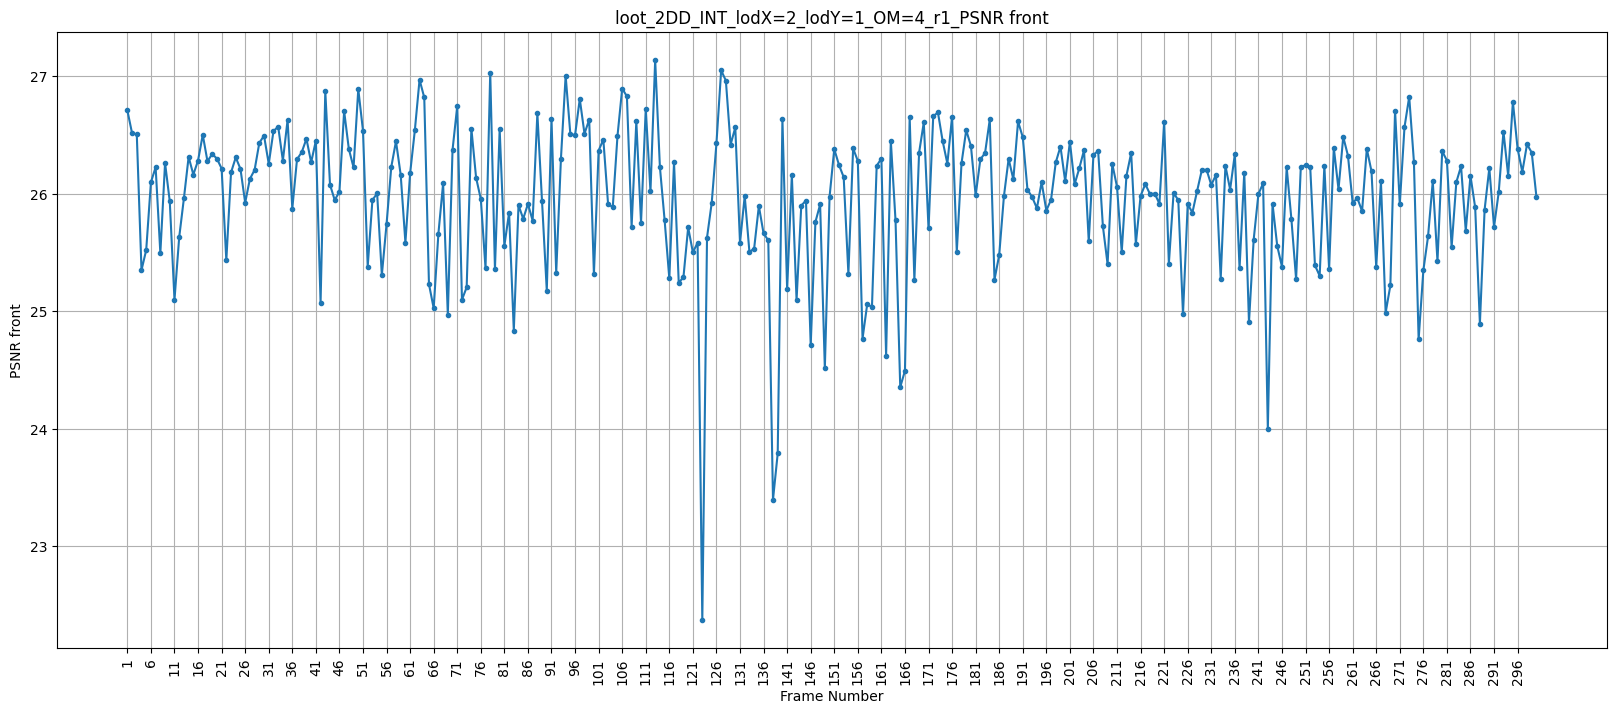 loot_2DD_INT_lodX=2_lodY=1_OM=4_r1_PSNR front
PSNR front
27
26
25
24
23
1 6 11 16 21 26 31 36 41 46 51 56 61 66 71 76 81 86 91 96 101 106 111 116 121 126 131 136 141 146 151 156 161 166 171 176 181 186 191 196 201 206 211 216 221 226 231 236 241 246 251 256 261 266 271 276 281 286 291 296
Frame Number